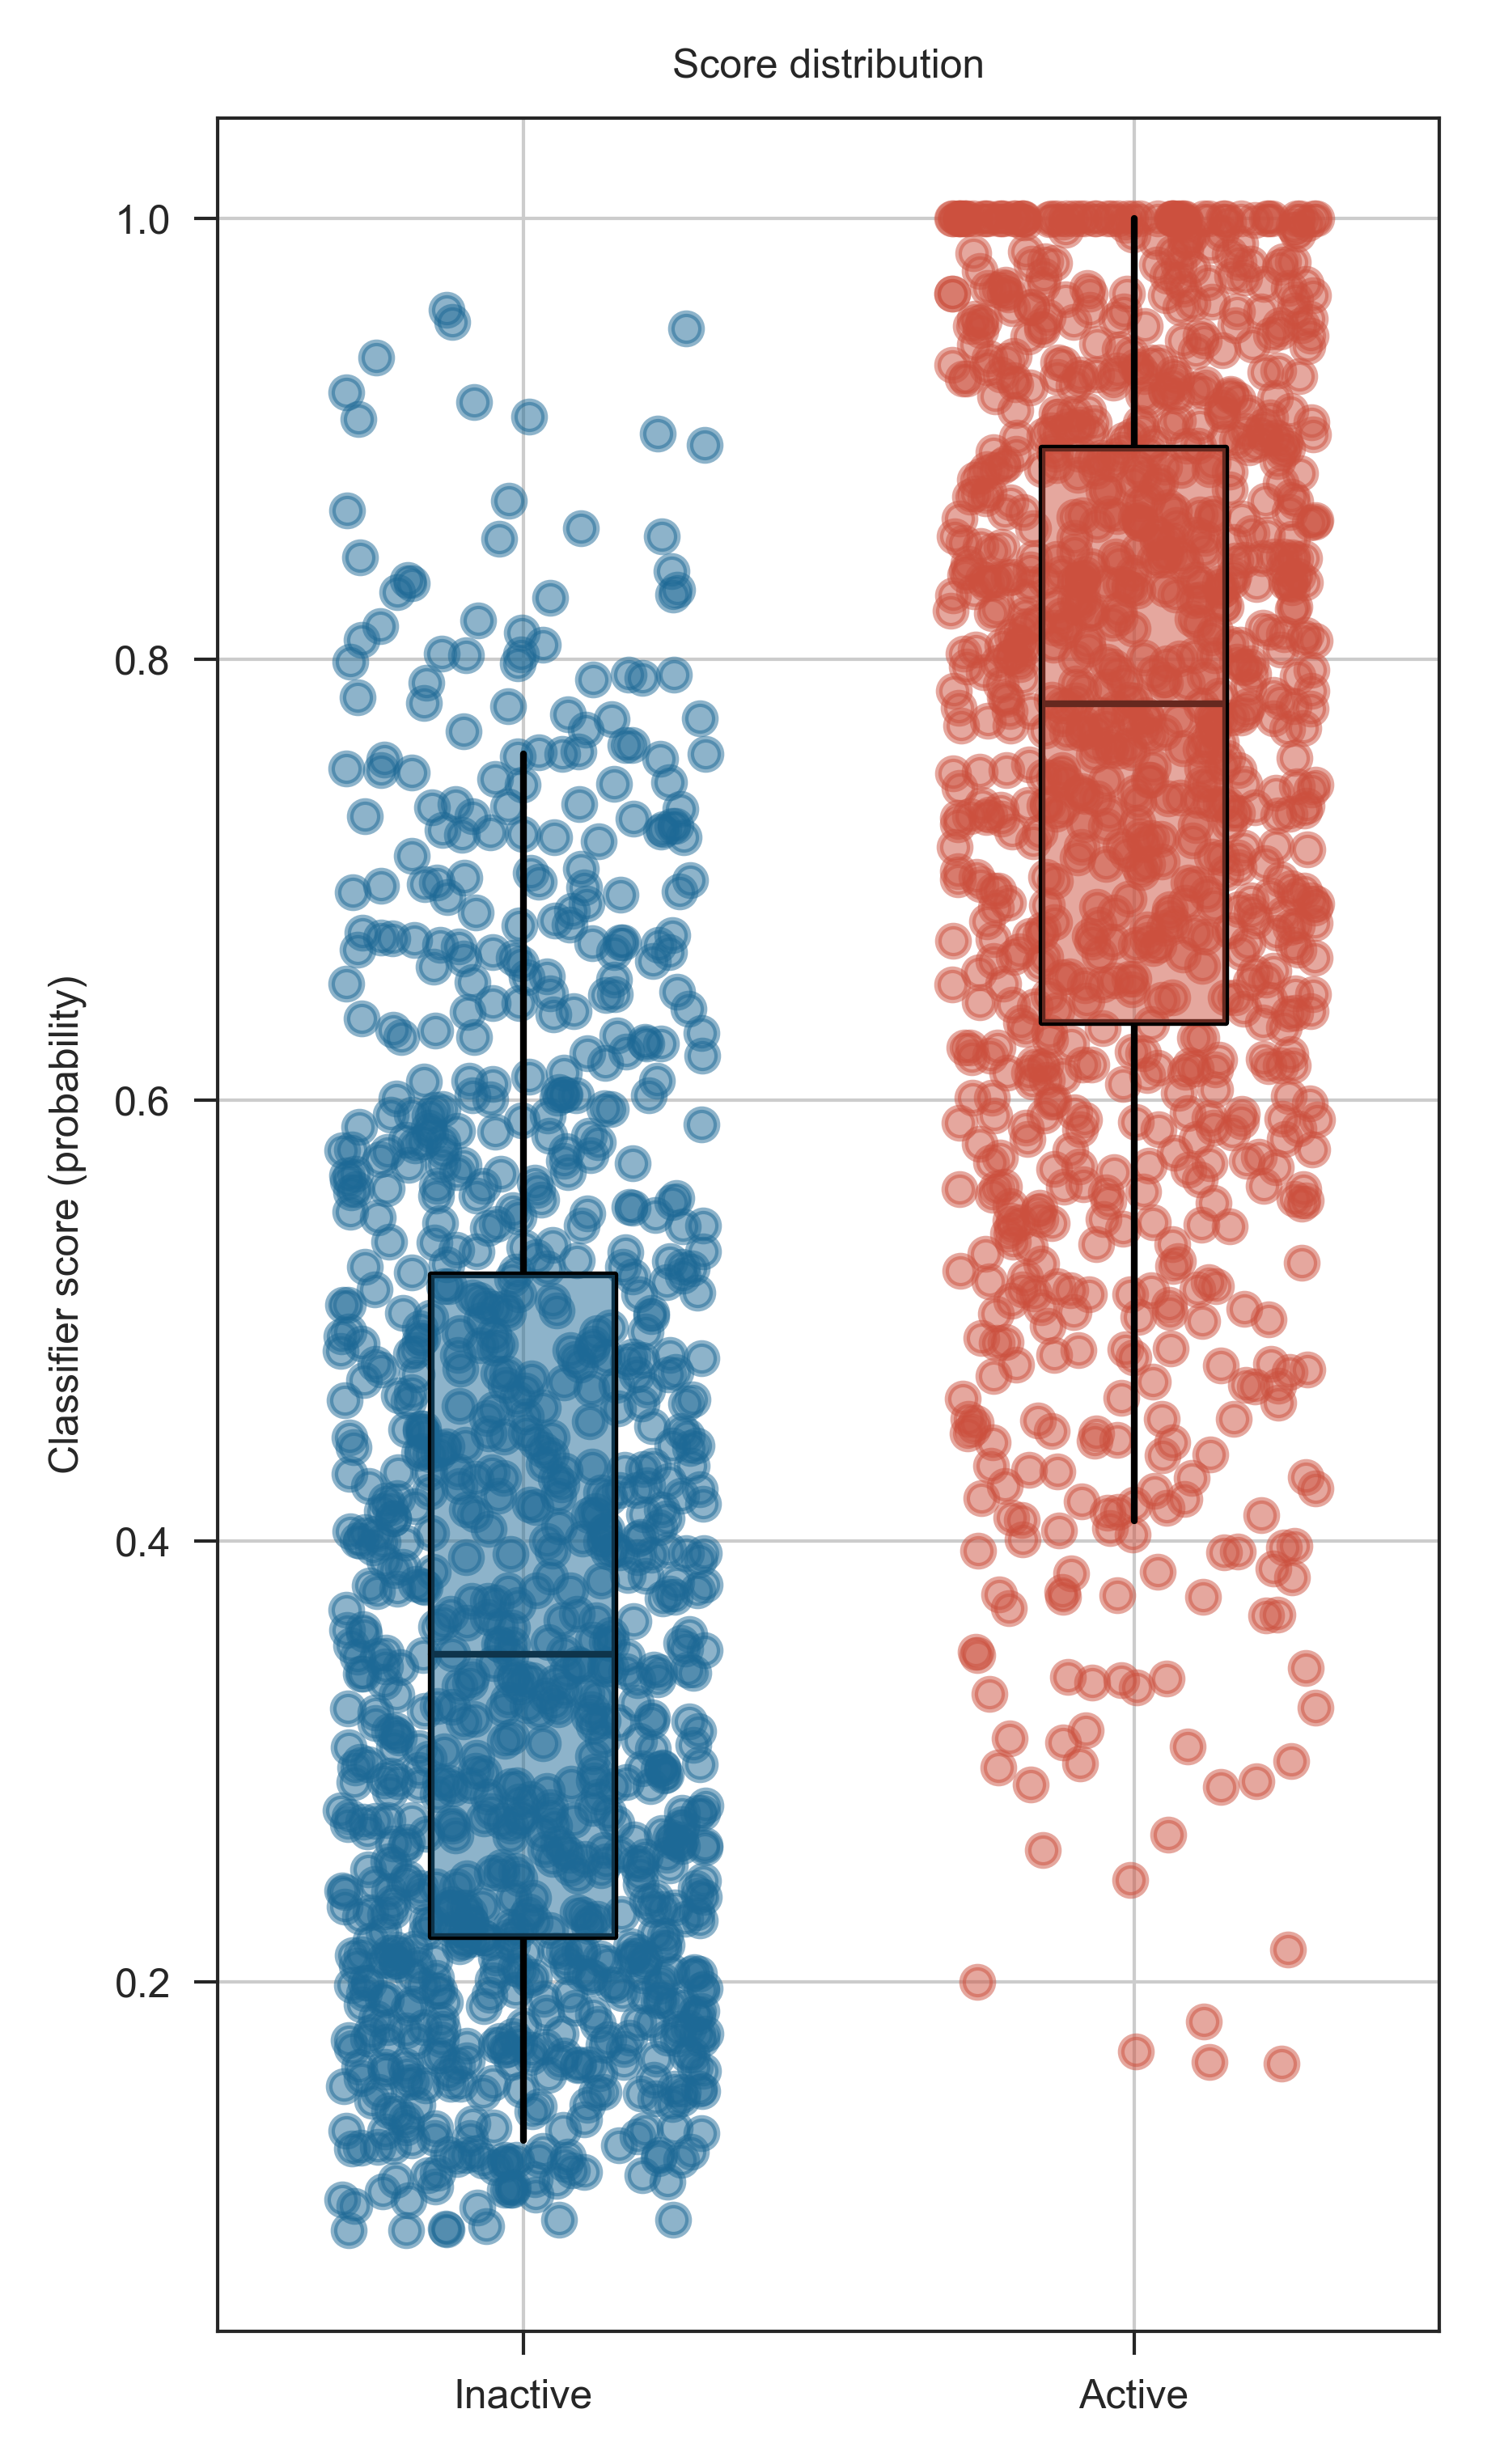 Score distribution
1.0
0.8
0.6
0.4
0.2
Classifier score (probability)
Inactive
Active